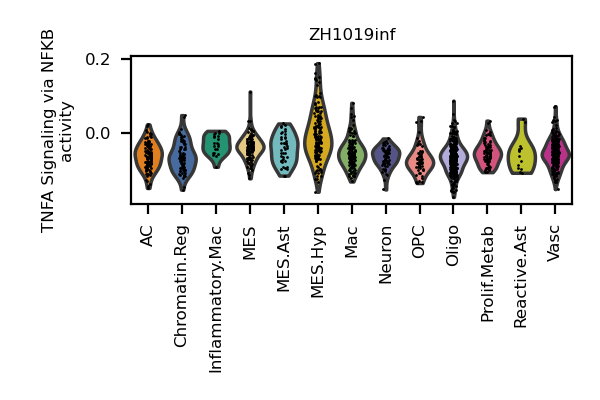 ZH1019inf
TNFA Signaling via NFKB
activity
0.2
0.0
AC
Chromatin.Reg
Inflammatory.Mac
MES
MES.Ast
MES.Hyp
Mac
Neuron
OPC
Oligo
Prolif.Metab
Reactive.Ast
Vasc